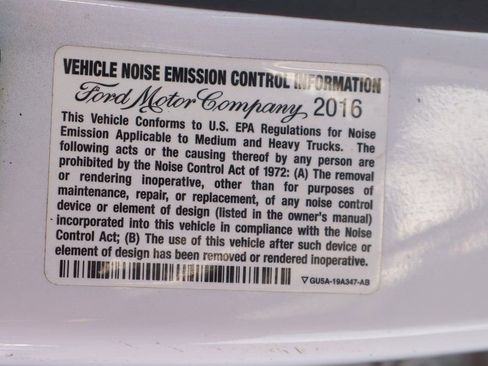 VEHICLE NOISE EMISSION CONTROL INFORMATION
Ford Motor Company 2016
This Vehicle Conforms to U.S. EPA Regulations for Noise
Emission Applicable to Medium and Heavy Trucks. The
following acts or the causing thereof by any person are
prohibited by the Noise Control Act of 1972: (A) The removal
or rendering inoperative, other than for purposes of
maintenance, repair, or replacement, of any noise control
device or element of design (listed in the owner's manual)
incorporated into this vehicle in compliance with the Noise
Control Act; (B) The use of this vehicle after such device or
element of design has been removed or rendered inoperative.
GU5A-19A347-AB